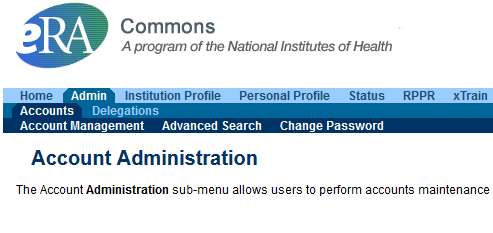 eRA
Commons
A program of the National Institutes of Health
Home Admin Institution Profile Personal Profile Status RPPR xTrain
Accounts Delegations
Account Management Advanced Search Change Password
Account Administration
The Account Administration sub-menu allows users to perform accounts maintenance